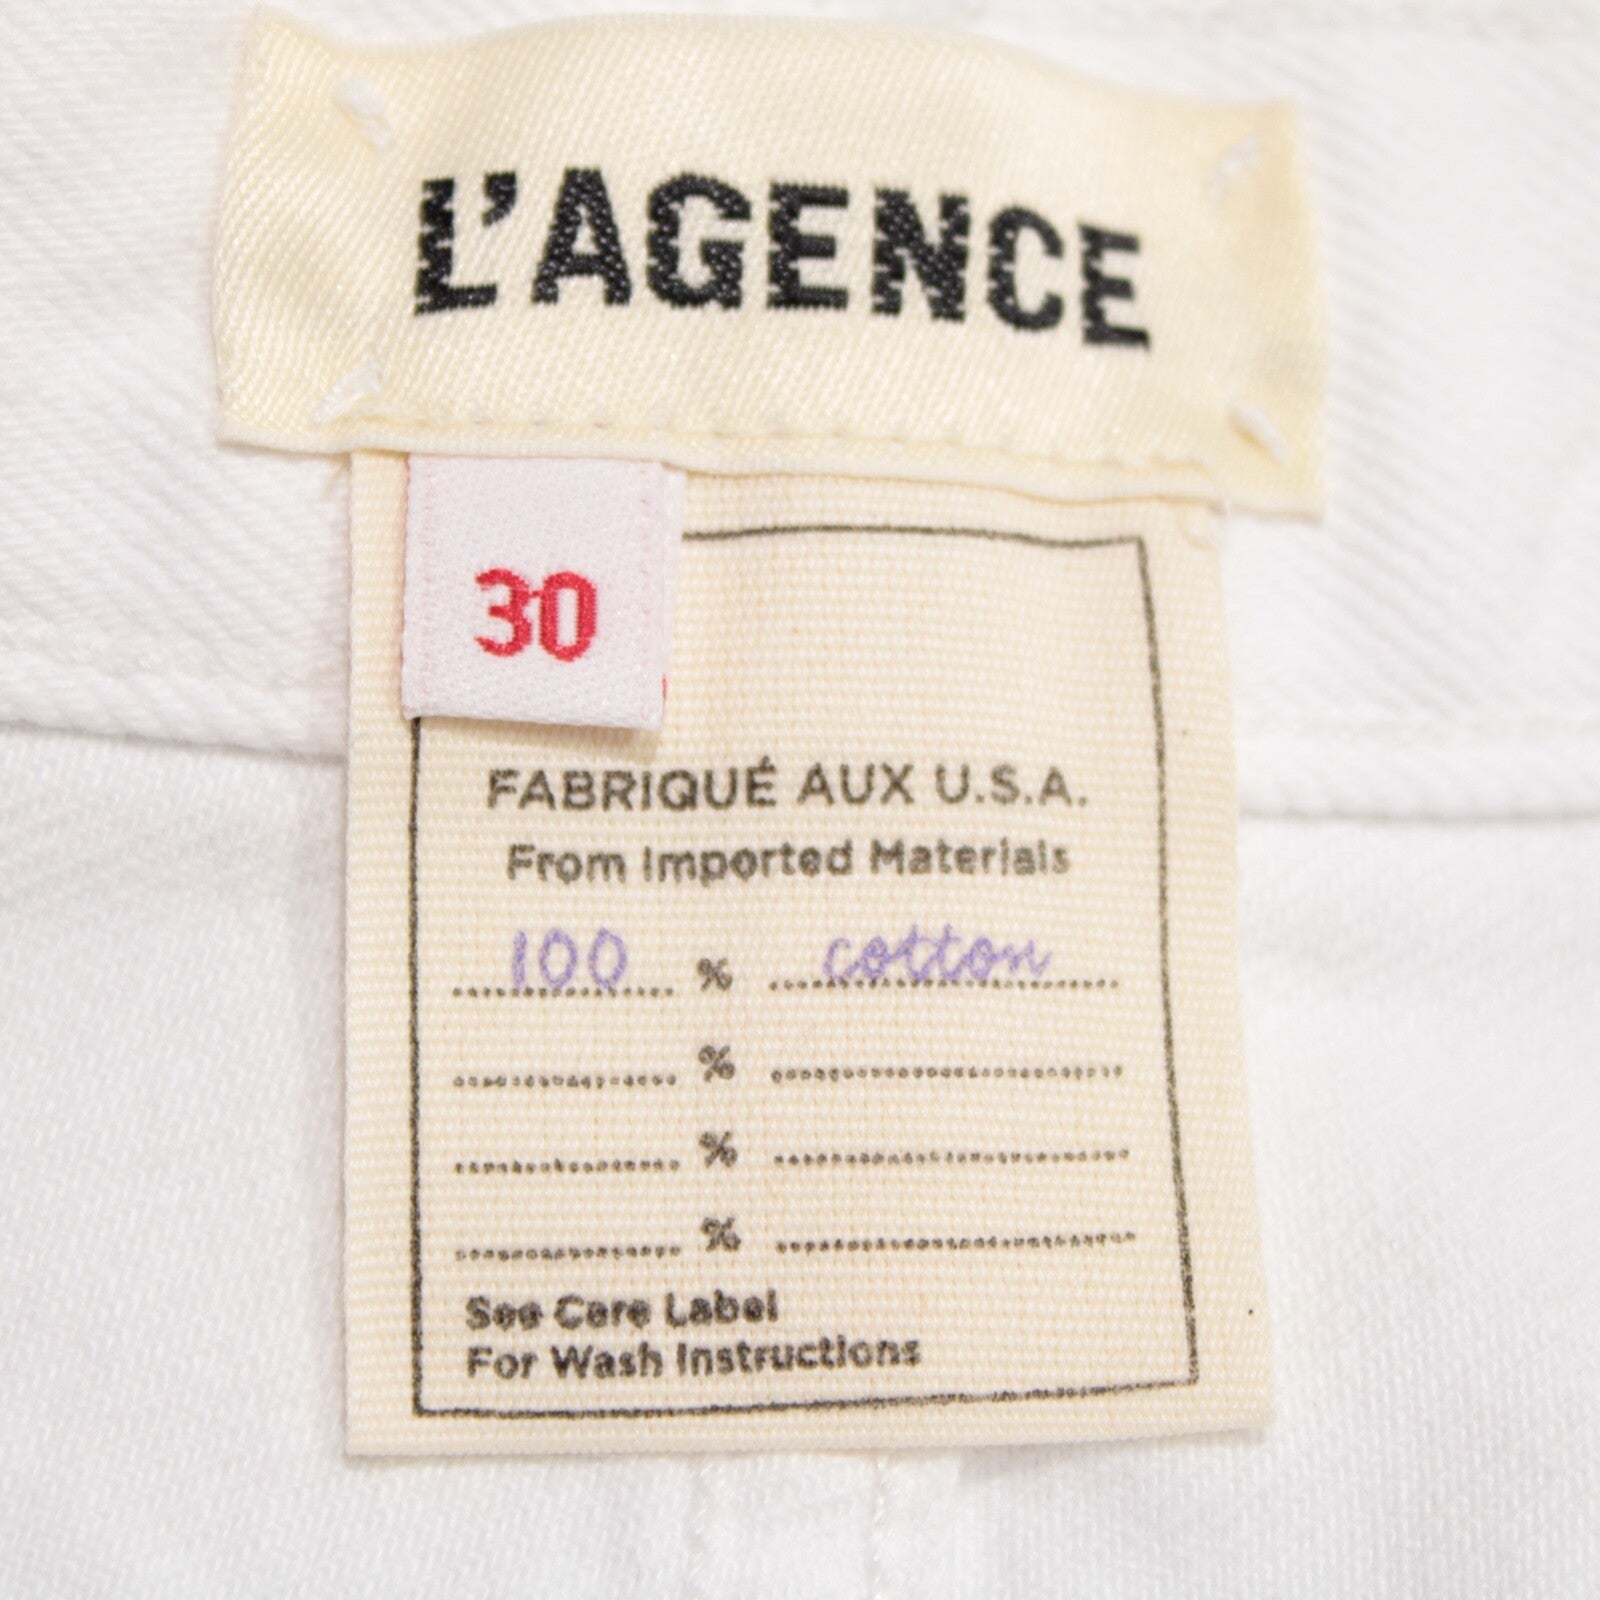 L'AGENCE
30
FABRIQUÉ AUX U.S.A.
From Imported Materials
100 % cotton
%
%
%
See Care Label
For Wash Instructions